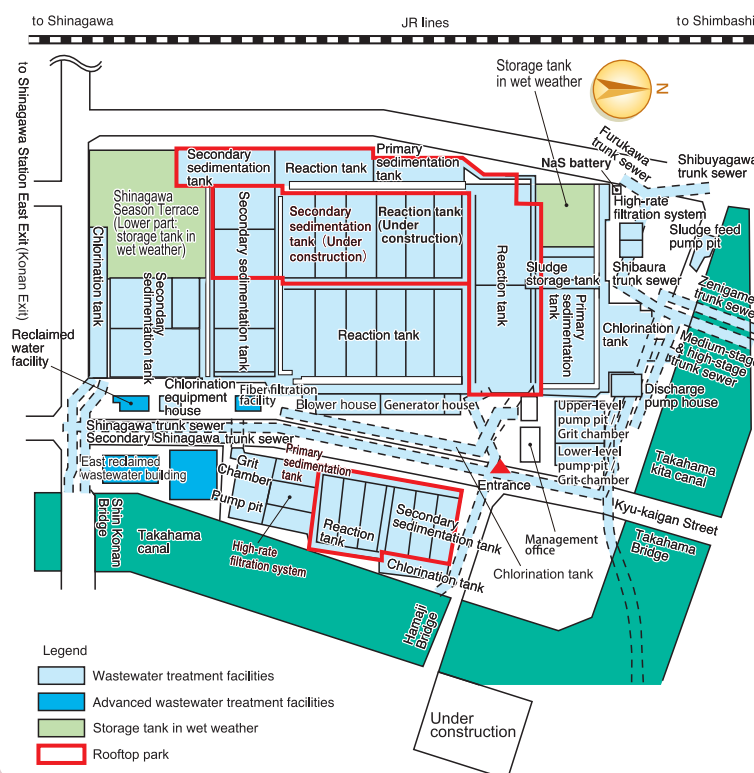 to Shinagawa
JR lines
to Shimbashi
to Shinagawa Station East Exit (Konan Exit)
Storage tank
in wet weather
N
Furukawa
trunk sewer
NaS battery
Shibuyagawa
trunk sewer
High-rate
filtration system
Sludge feed
pump pit
Shibaura
trunk sewer
Zenigame
trunk sewer
Medium-stage
& high-stage
trunk sewer
Secondary
sedimentation
tank
Reaction tank
Primary
sedimentation
tank
Shinagawa
Season Terrace
(Lower part:
storage tank in
wet weather)
Chlorination tank
Secondary
sedimentation tank
Secondary sedimentation tank
Secondary
sedimentation
tank (Under
construction)
Reaction tank
(Under
construction)
Reaction tank
Reaction tank
Sludge
storage tank
Primary
sedimentation
tank
Chlorination
tank
Discharge
pump house
Reclaimed
water
facility
Chlorination
equipment
house
Fiber filtration
facility
Blower house
Generator house
Upper-level
pump pit
Grit chamber
Lower-level
pump pit
Grit chamber
Shinagawa trunk sewer
Secondary Shinagawa trunk sewer
East reclaimed
wastewater building
Grit
Chamber
Pump pit
Primary
sedimentation
tank
High-rate
filtration system
Reaction
tank
Secondary
sedimentation tank
Chlorination tank
Entrance
Management
office
Chlorination tank
Kyu-kaigan Street
Takahama
kita canal
Takahama
Bridge
Shin Konan
Bridge
Takahama
canal
Hamaji
Bridge
Under
construction
Legend
Wastewater treatment facilities
Advanced wastewater treatment facilities
Storage tank in wet weather
Rooftop park